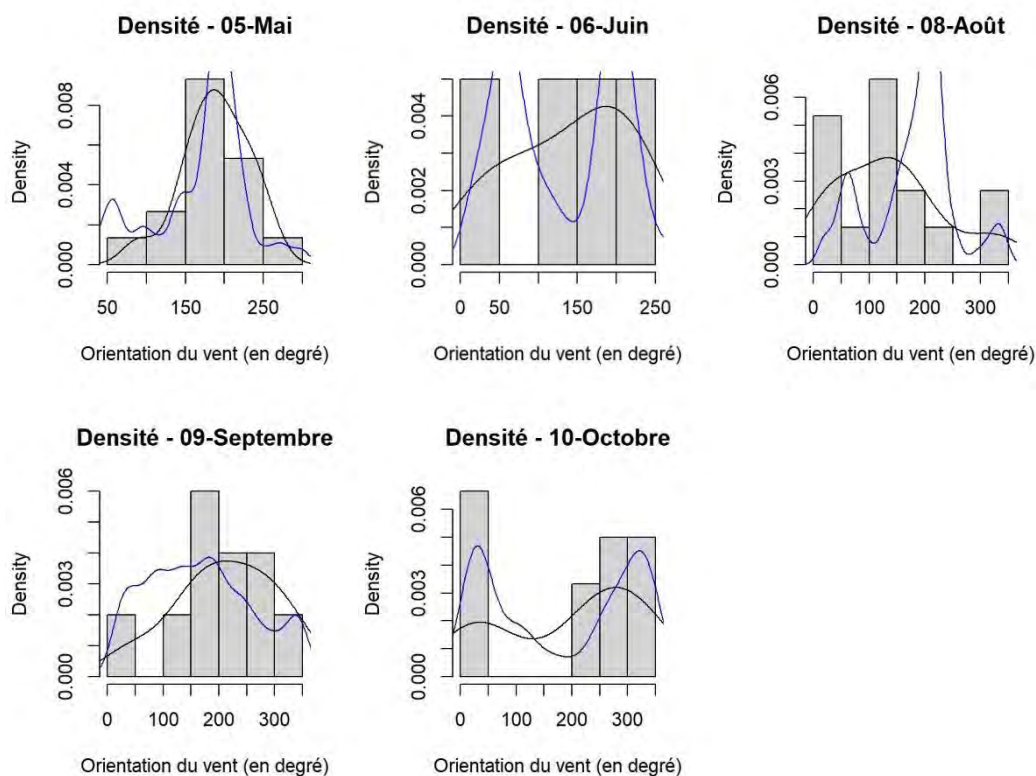 Densité - 05-Mai
Density
0.000 0.004 0.008
50 150 250
Orientation du vent (en degré)
Densité - 06-Juin
Density
0.000 0.002 0.004
0 50 150 250
Orientation du vent (en degré)
Densité - 08-Août
Density
0.000 0.003 0.006
0 100 200 300
Orientation du vent (en degré)
Densité - 09-Septembre
Density
0.000 0.003 0.006
0 100 200 300
Orientation du vent (en degré)
Densité - 10-Octobre
Density
0.000 0.003 0.006
0 100 200 300
Orientation du vent (en degré)